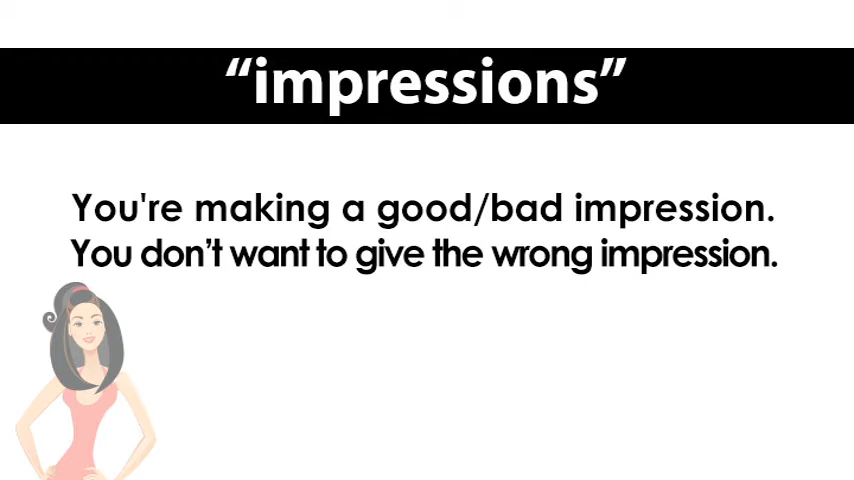 “impressions”
You're making a good/bad impression.
You don’t want to give the wrong impression.